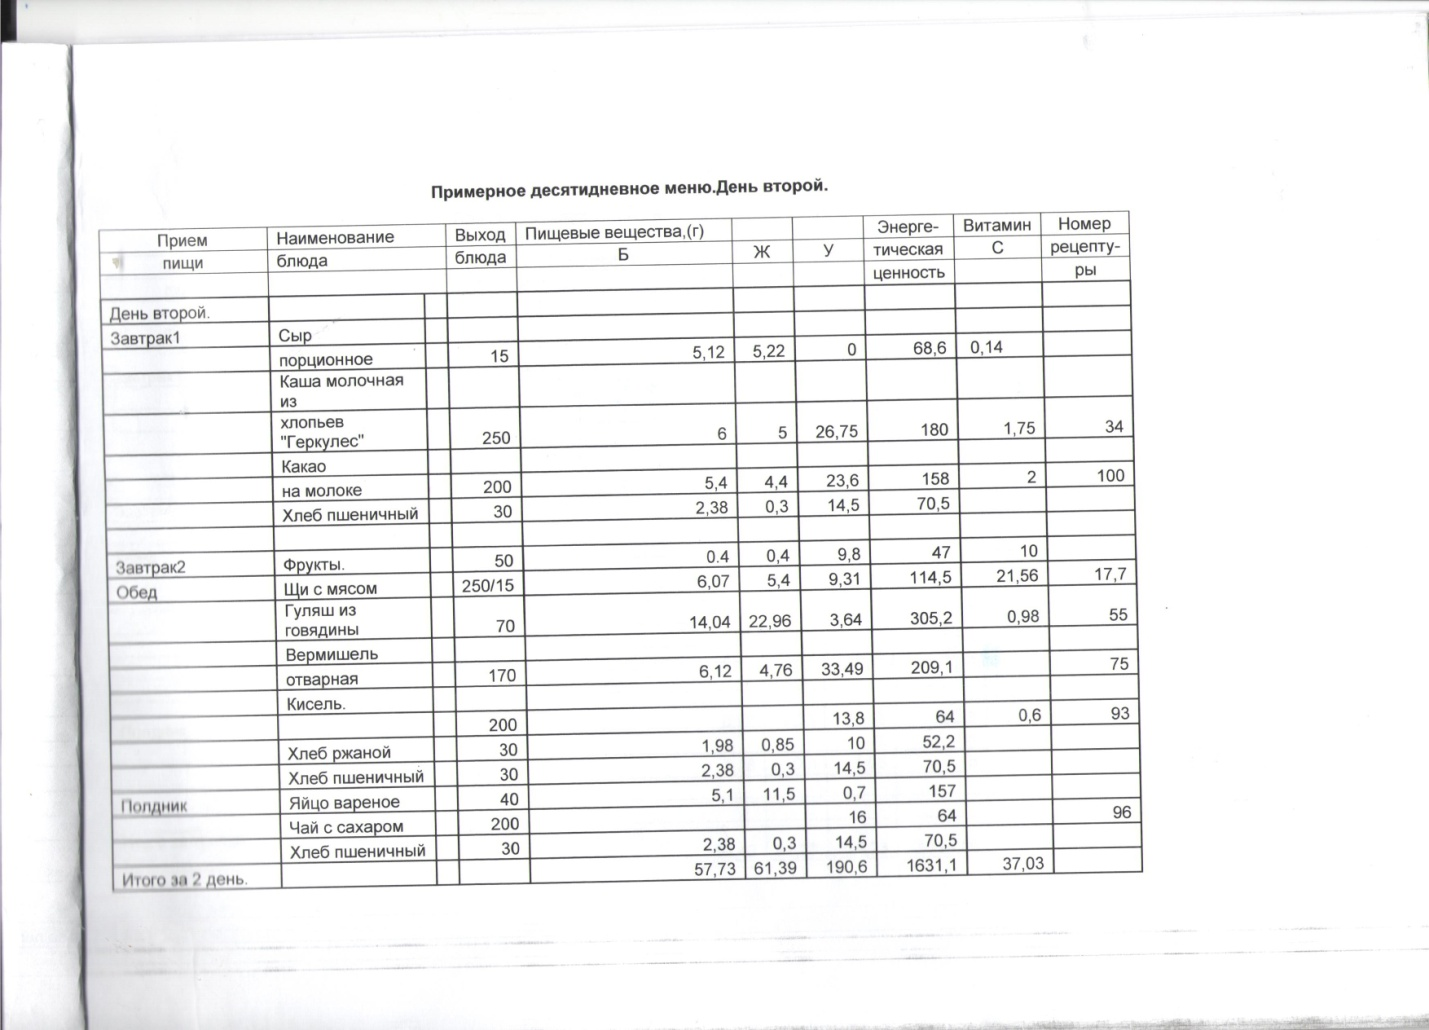 Примерное десятидневное меню.День второй.
Прием Наименование Выход Пищевые вещества,(г) Энерге- Витамин Номер
пищи блюда блюда Б Ж У тическая С рецепту-
ценность ры
День второй.
Завтрак1 Сыр
порционное 15 5,12 5,22 0 68,6 0,14
Каша молочная
из
хлопьев
"Геркулес" 250 6 5 26,75 180 1,75 34
Какао
на молоке 200 5,4 4,4 23,6 158 2 100
Хлеб пшеничный 30 2,38 0,3 14,5 70,5
Завтрак2 Фрукты. 50 0.4 0,4 9,8 47 10
Обед Щи с мясом 250/15 6,07 5,4 9,31 114,5 21,56 17,7
Гуляш из
говядины 70 14,04 22,96 3,64 305,2 0,98 55
Вермишель
отварная 170 6,12 4,76 33,49 209,1 75
Кисель.
200 13,8 64 0,6 93
Хлеб ржаной 30 1,98 0,85 10 52,2
Хлеб пшеничный 30 2,38 0,3 14,5 70,5
Полдник Яйцо вареное 40 5,1 11,5 0,7 157
Чай с сахаром 200 16 64 96
Хлеб пшеничный 30 2,38 0,3 14,5 70,5
Итого за 2 день. 57,73 61,39 190,6 1631,1 37,03